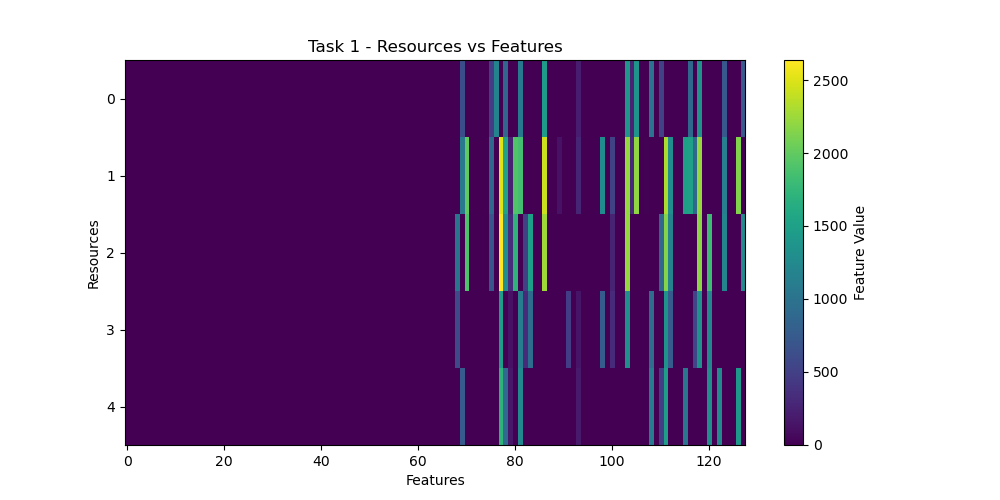 Task 1 - Resources vs Features
Resources
0
1
2
3
4
0 20 40 60 80 100 120
Features
2500
2000
1500
1000
500
0
Feature Value